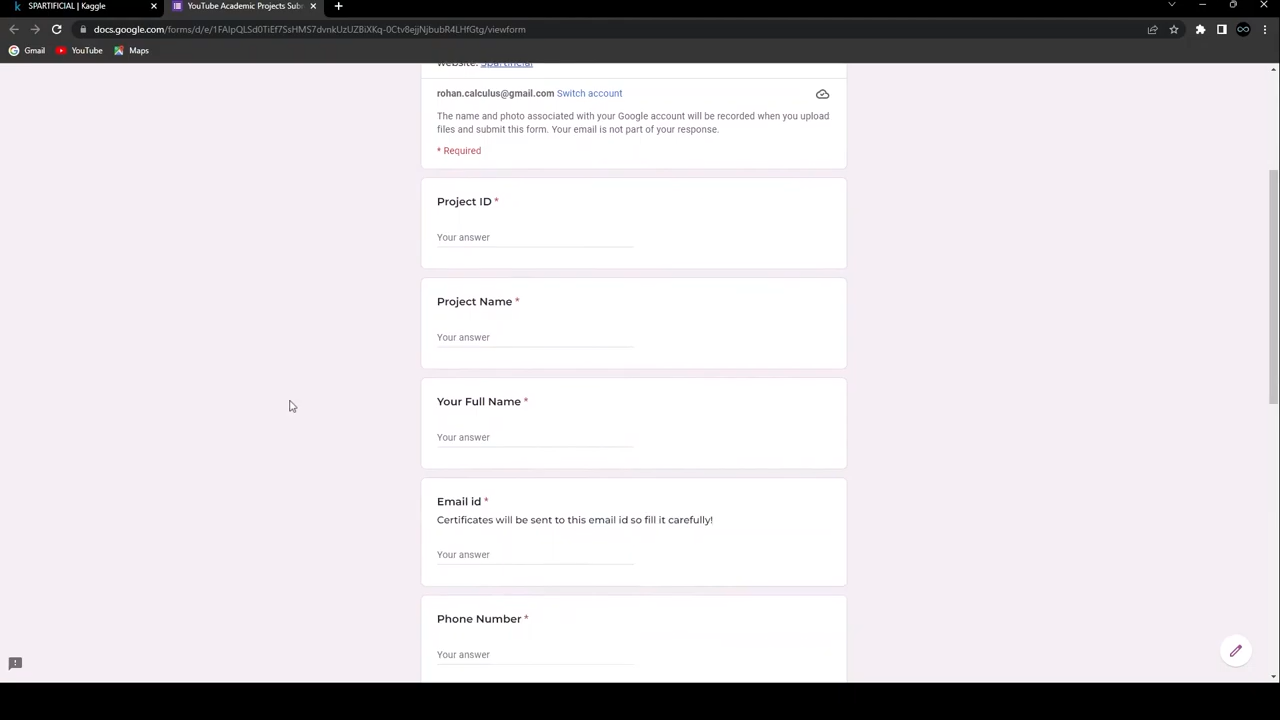 SPARTIFICIAL | Kaggle
YouTube Academic Projects Sub
docs.google.com/forms/d/e/1FAIpQLSd0TiEf7SsHMS7dvnkUzUZBiXKq-0Ctv8ejjNjbubR4LHfGtg/viewform
Gmail YouTube Maps
website: Spartificial
rohan.calculus@gmail.com Switch account
The name and photo associated with your Google account will be recorded when you upload
files and submit this form. Your email is not part of your response.
* Required
Project ID *
Your answer
Project Name *
Your answer
Your Full Name *
Your answer
Email id *
Certificates will be sent to this email id so fill it carefully!
Your answer
Phone Number *
Your answer